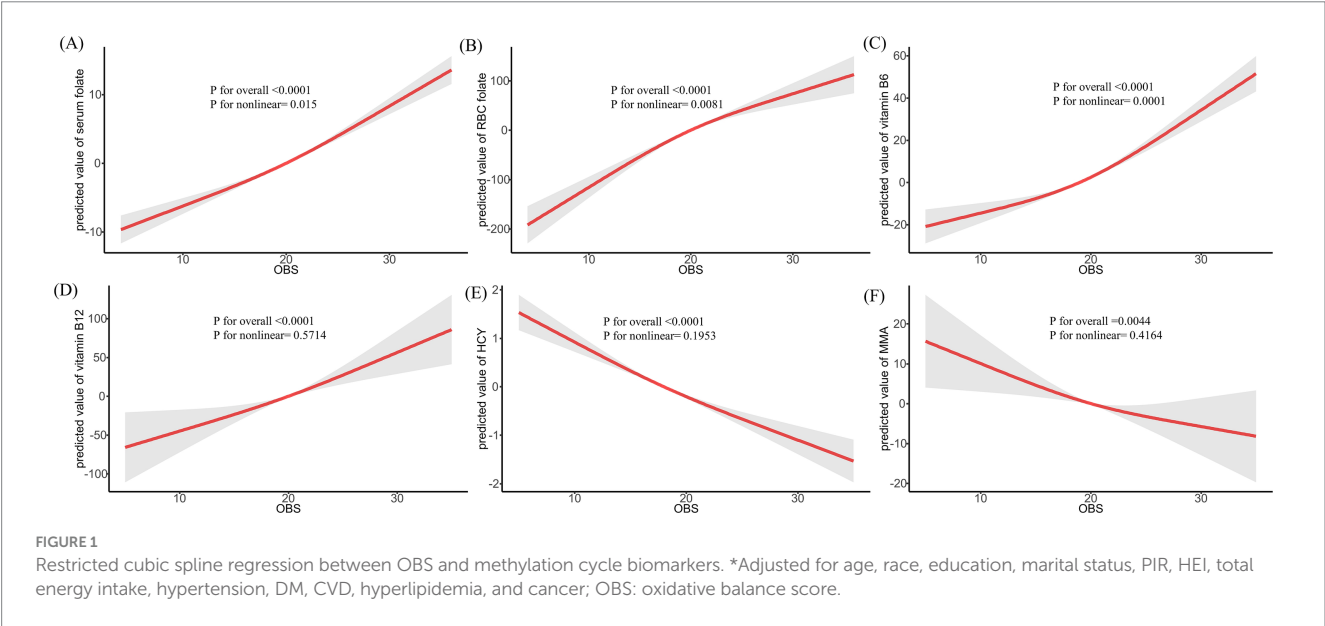 (A)
predicted value of serum folate
P for overall <0.0001
P for nonlinear= 0.015
10
0
-10
10
20
30
OBS
(B)
predicted value of RBC folate
P for overall <0.0001
P for nonlinear= 0.0081
100
0
-100
-200
10
20
30
OBS
(C)
predicted value of vitamin B6
P for overall <0.0001
P for nonlinear= 0.0001
60
40
20
0
-20
10
20
30
OBS
(D)
predicted value of vitamin B12
P for overall <0.0001
P for nonlinear= 0.5714
100
50
0
-50
-100
10
20
30
OBS
(E)
predicted value of HCY
P for overall <0.0001
P for nonlinear= 0.1953
2
1
0
-1
-2
10
20
30
OBS
(F)
predicted value of MMA
P for overall =0.0044
P for nonlinear= 0.4164
20
10
0
-10
-20
10
20
30
OBS
FIGURE 1
Restricted cubic spline regression between OBS and methylation cycle biomarkers. *Adjusted for age, race, education, marital status, PIR, HEI, total
energy intake, hypertension, DM, CVD, hyperlipidemia, and cancer; OBS: oxidative balance score.